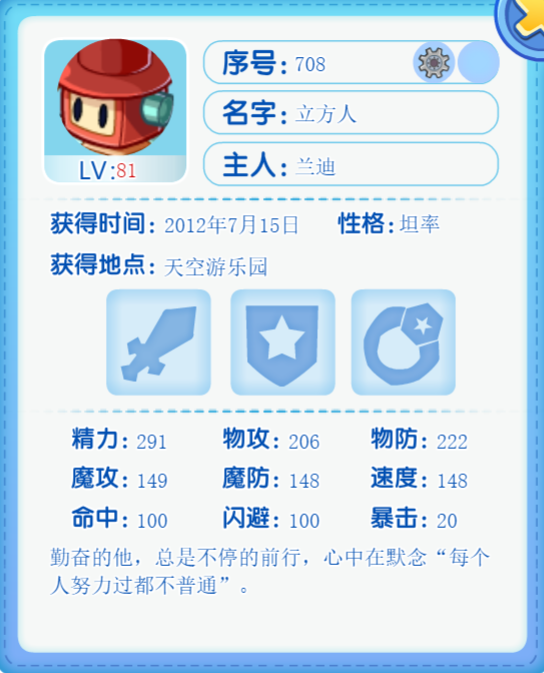 序号: 708
名字: 立方人
主人: 兰迪
LV:81
获得时间: 2012年7月15日 性格: 坦率
获得地点: 天空游乐园
精力: 291 物攻: 206 物防: 222
魔攻: 149 魔防: 148 速度: 148
命中: 100 闪避: 100 暴击: 20
勤奋的他，总是不停的前行，心中在默念“每个
人努力过都不普通”。